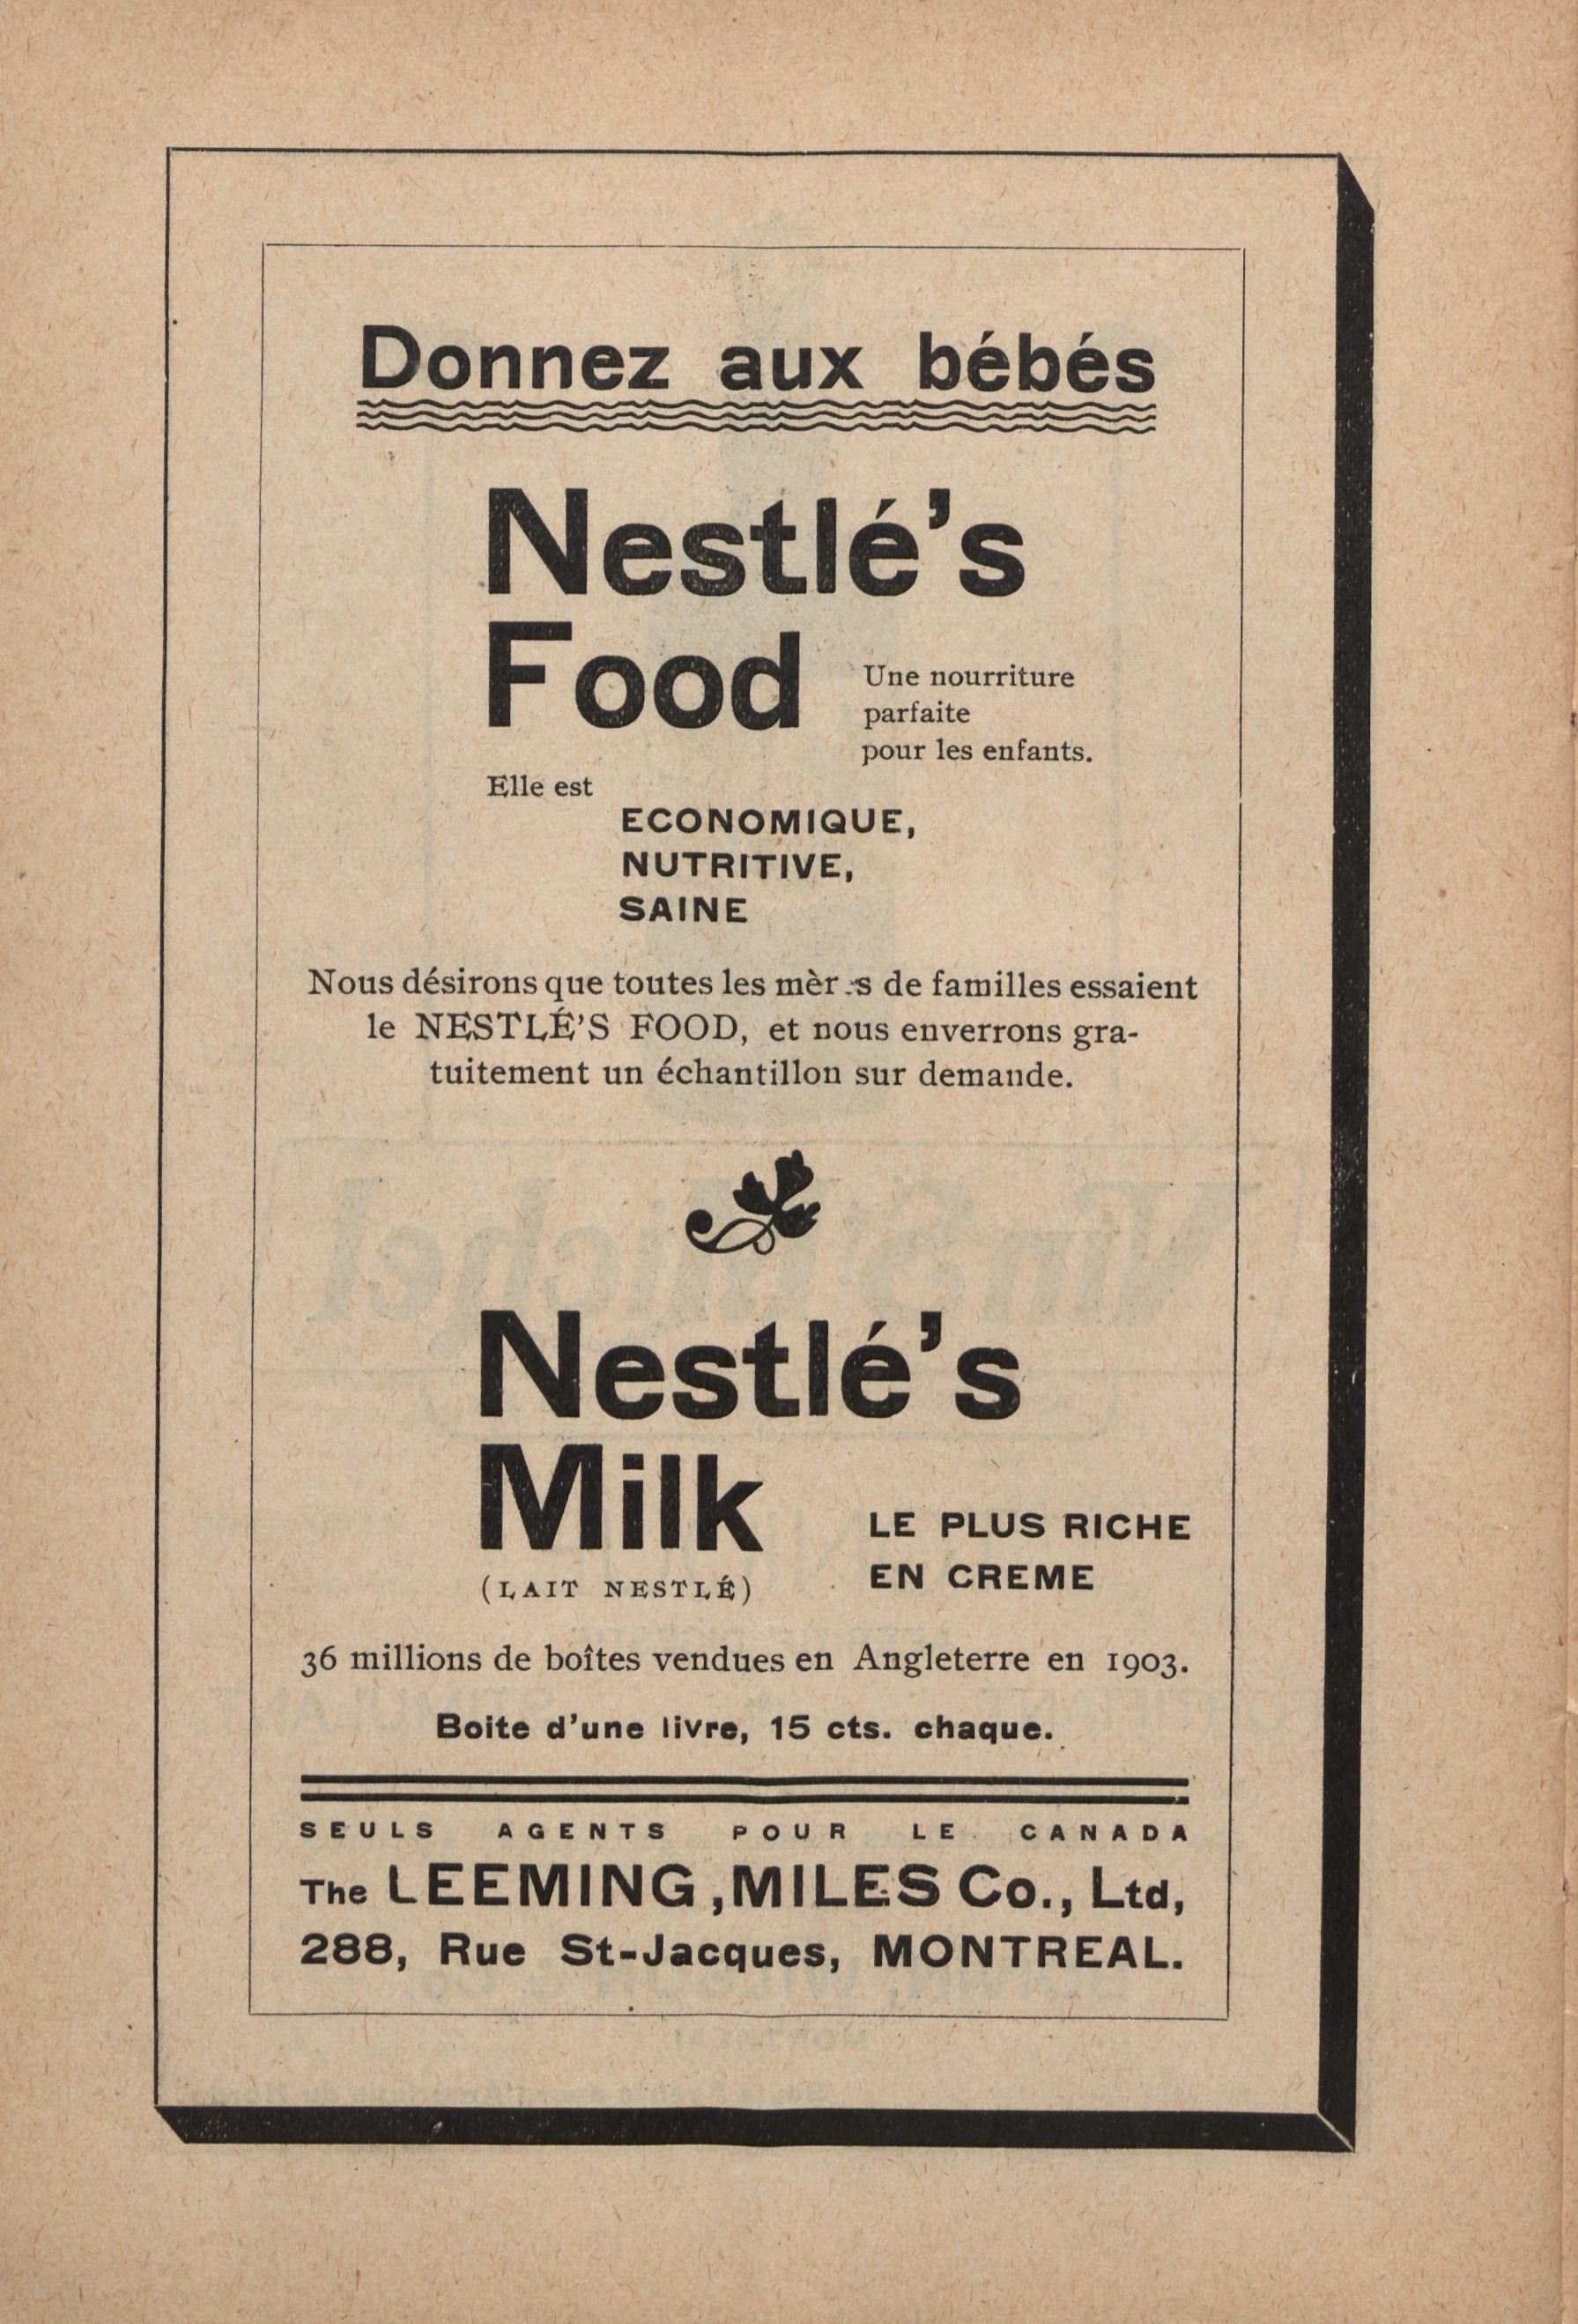 Donnez aux bébés
Nestlé's
Food
Une nourriture
parfaite
pour les enfants.
Elle est
ECONOMIQUE,
NUTRITIVE,
SAINE
Nous désirons que toutes les mères de familles essaient
le NESTLÉ'S FOOD, et nous enverrons gra-
tuitement un échantillon sur demande.
Nestlé's
Milk
(LAIT NESTLÉ)
LE PLUS RICHE
EN CREME
36 millions de boîtes vendues en Angleterre en 1903.
Boite d'une livre, 15 cts. chaque.
SEULS AGENTS POUR LE CANADA
The LEEMING, MILES Co., Ltd,
288, Rue St-Jacques, MONTREAL.